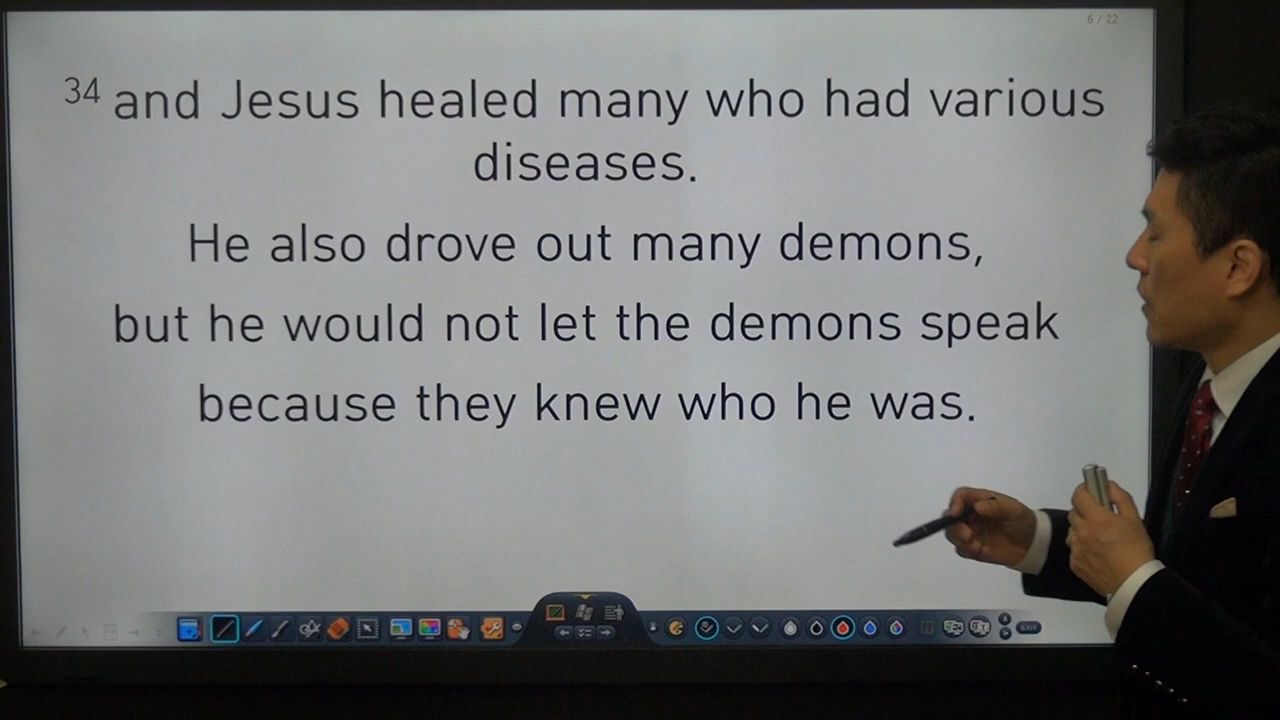 6 / 22
34 and Jesus healed many who had various
diseases.
He also drove out many demons,
but he would not let the demons speak
because they knew who he was.
EXIT